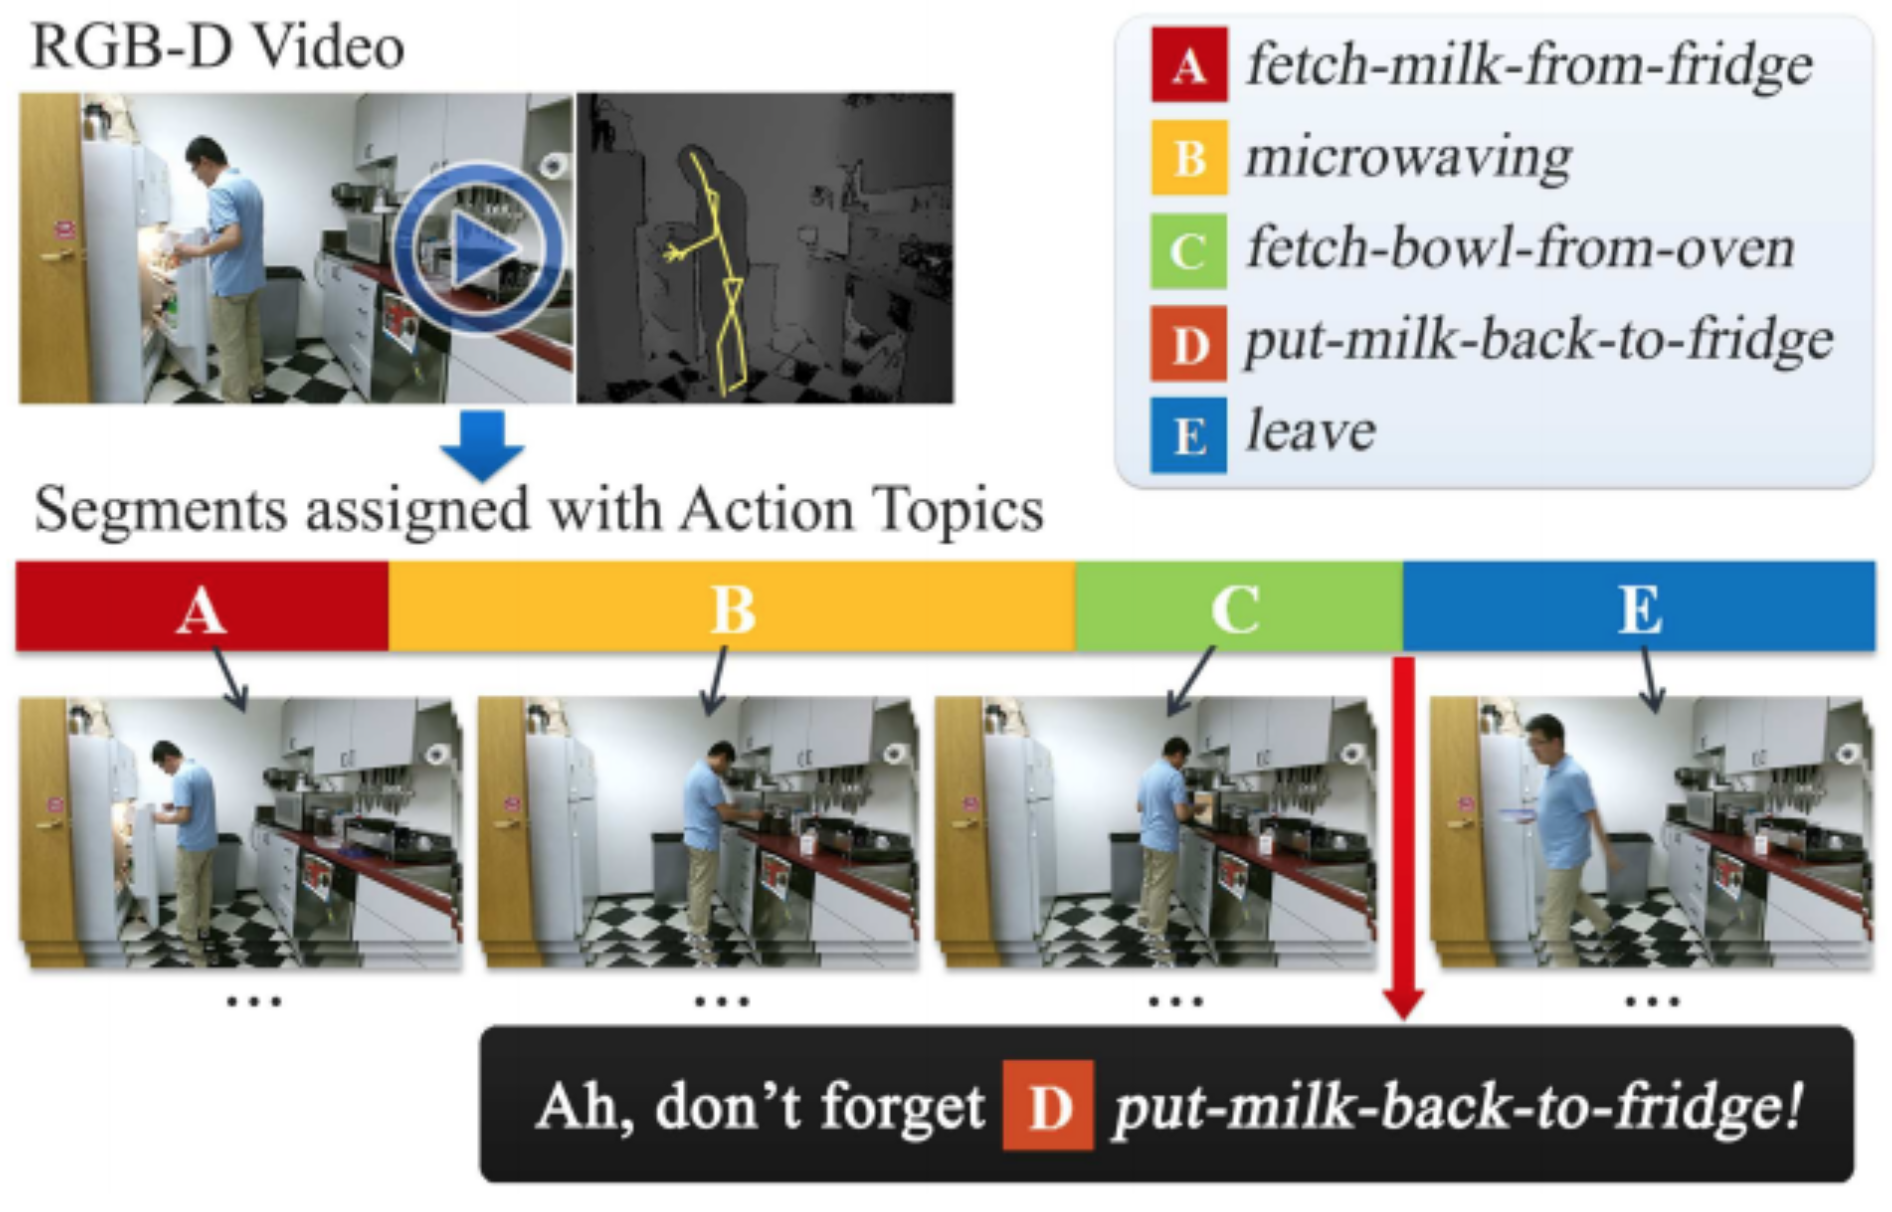 RGB-D Video
A fetch-milk-from-fridge
B microwaving
C fetch-bowl-from-oven
D put-milk-back-to-fridge
E leave
Segments assigned with Action Topics
A B C E
... ... ... ...
Ah, don't forget D put-milk-back-to-fridge!